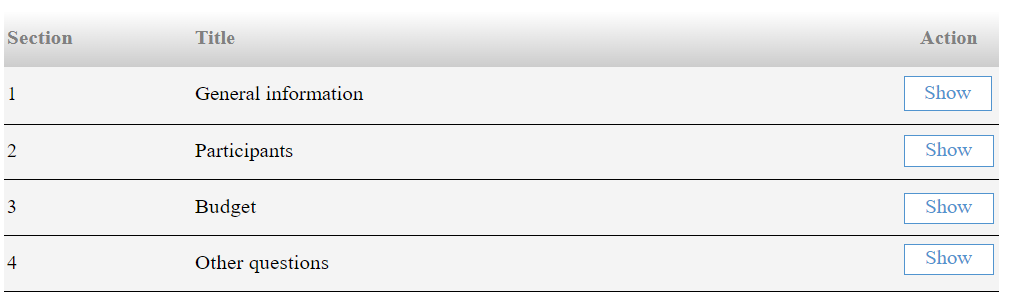 Section Title Action
1 General information Show
2 Participants Show
3 Budget Show
4 Other questions Show